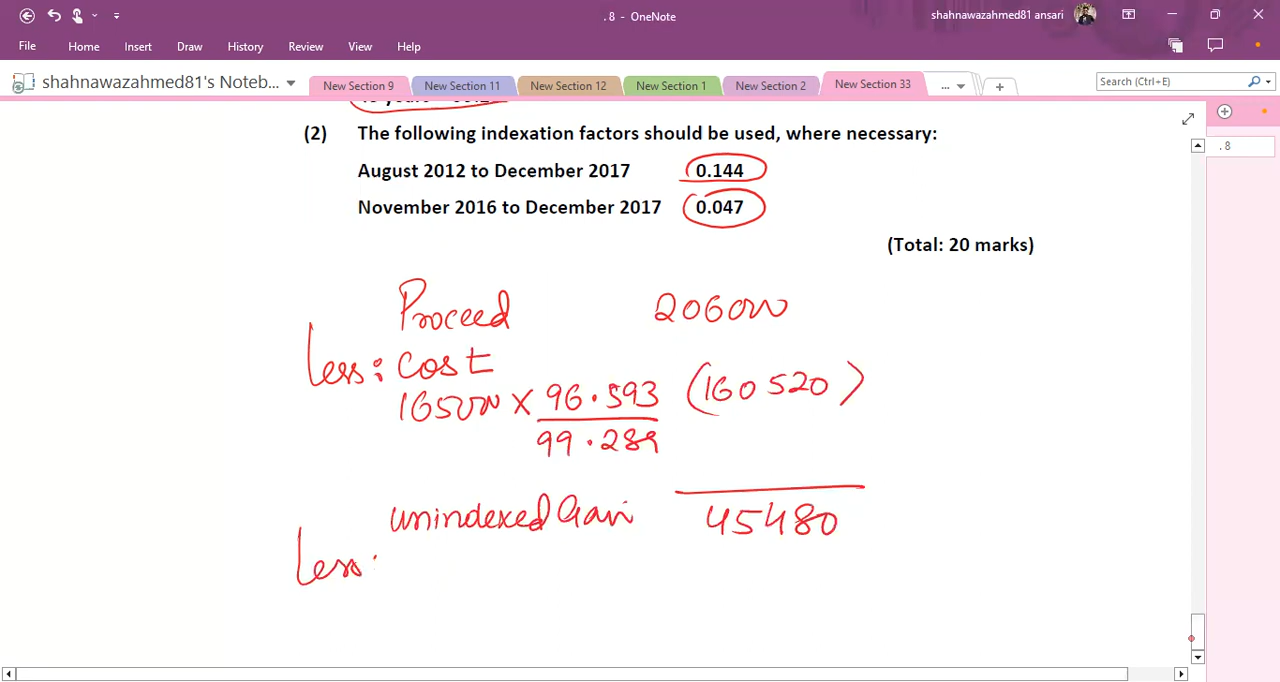 . 8 - OneNote
shahnawazahmed81 ansari
File Home Insert Draw History Review View Help
shahnawazahmed81's Noteb...
New Section 9 New Section 11 New Section 12 New Section 1 New Section 2 New Section 33 ...
Search (Ctrl+E)
. 8
(2) The following indexation factors should be used, where necessary:
August 2012 to December 2017 0.144
November 2016 to December 2017 0.047
(Total: 20 marks)
Proceed 206000
Less: Cost
165000 × 96.593 (160520)
99.289
unindexed Gain 45480
Less: